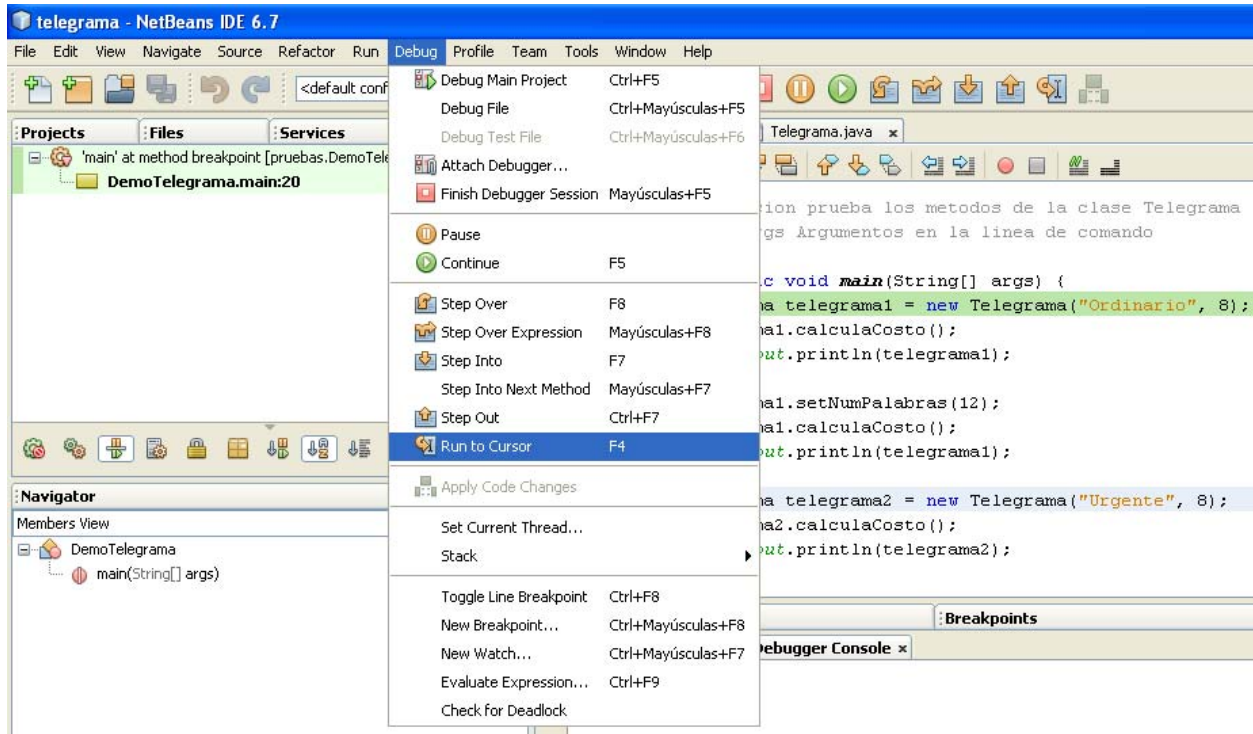 telegrama - NetBeans IDE 6.7
File Edit View Navigate Source Refactor Run Debug Profile Team Tools Window Help
<default conf
Projects Files Services
'main' at method breakpoint [pruebas.DemoTele
DemoTelegrama.main:20
Navigator
Members View
DemoTelegrama
main(String[] args)
Debug Main Project Ctrl+F5
Debug File Ctrl+Mayúsculas+F5
Debug Test File Ctrl+Mayúsculas+F6
Attach Debugger...
Finish Debugger Session Mayúsculas+F5
Pause
Continue F5
Step Over F8
Step Over Expression Mayúsculas+F8
Step Into F7
Step Into Next Method Mayúsculas+F7
Step Out Ctrl+F7
Run to Cursor F4
Apply Code Changes
Set Current Thread...
Stack
Toggle Line Breakpoint Ctrl+F8
New Breakpoint... Ctrl+Mayúsculas+F8
New Watch... Ctrl+Mayúsculas+F7
Evaluate Expression... Ctrl+F9
Check for Deadlock
Telegrama.java x
ion prueba los metodos de la clase Telegrama
gs Argumentos en la linea de comando
c void main(String[] args) {
a telegrama1 = new Telegrama("Ordinario", 8);
a1.calculaCosto();
out.println(telegrama1);
a1.setNumPalabras(12);
a1.calculaCosto();
out.println(telegrama1);
a telegrama2 = new Telegrama("Urgente", 8);
a2.calculaCosto();
out.println(telegrama2);
Breakpoints
Debugger Console x